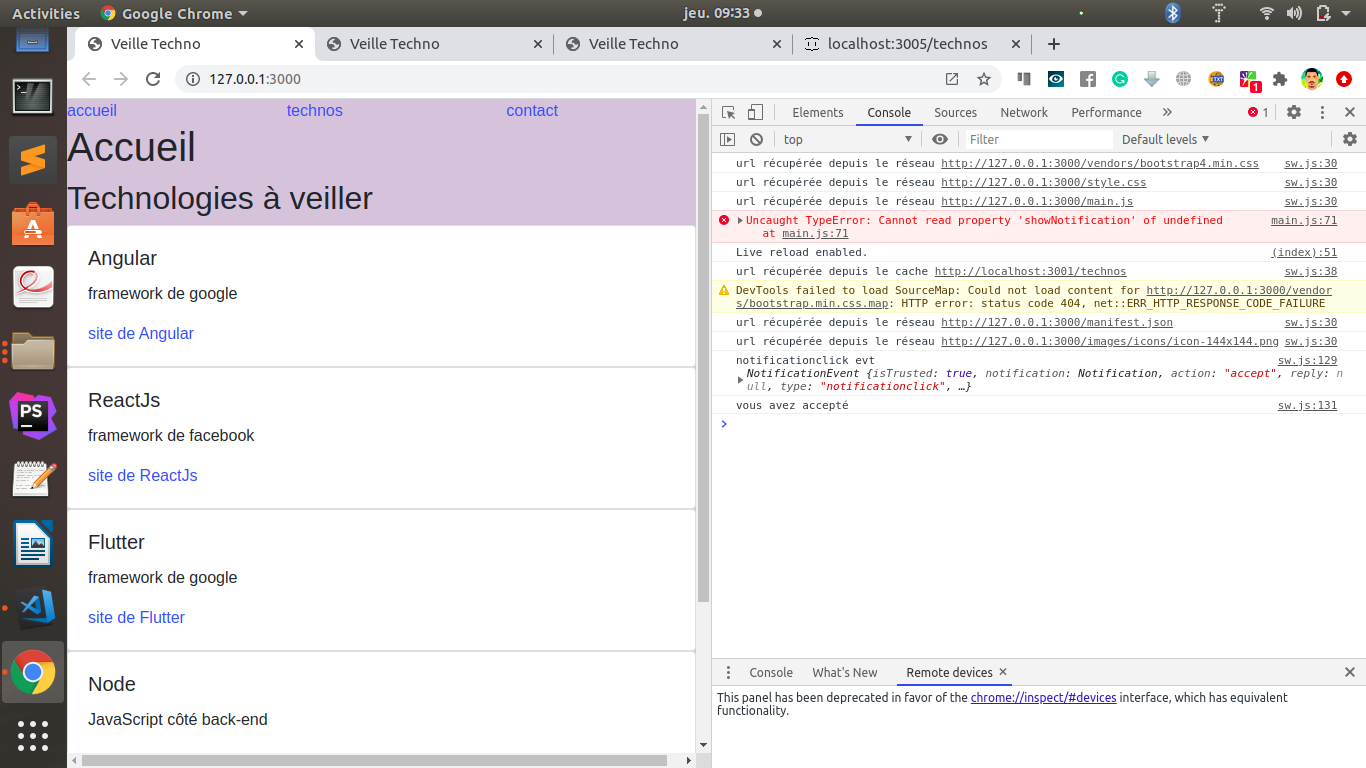 Activities
Google Chrome
jeu. 09:33
Veille Techno
Veille Techno
Veille Techno
localhost:3005/technos
127.0.0.1:3000
TXT
1
accueil technos contact
Accueil
Technologies à veiller
Angular
framework de google
site de Angular
ReactJs
framework de facebook
site de ReactJs
Flutter
framework de google
site de Flutter
Node
JavaScript côté back-end
PS
Elements Console Sources Network Performance » 1
top Filter Default levels
url récupérée depuis le réseau http://127.0.0.1:3000/vendors/bootstrap4.min.css sw.js:30
url récupérée depuis le réseau http://127.0.0.1:3000/style.css sw.js:30
url récupérée depuis le réseau http://127.0.0.1:3000/main.js sw.js:30
Uncaught TypeError: Cannot read property 'showNotification' of undefined main.js:71
at main.js:71
Live reload enabled. (index):51
url récupérée depuis le cache http://localhost:3001/technos sw.js:38
DevTools failed to load SourceMap: Could not load content for http://127.0.0.1:3000/vendor
s/bootstrap.min.css.map: HTTP error: status code 404, net::ERR_HTTP_RESPONSE_CODE_FAILURE
url récupérée depuis le réseau http://127.0.0.1:3000/manifest.json sw.js:30
url récupérée depuis le réseau http://127.0.0.1:3000/images/icons/icon-144x144.png sw.js:30
notificationclick evt sw.js:129
NotificationEvent {isTrusted: true, notification: Notification, action: "accept", reply: n
ull, type: "notificationclick", …}
vous avez accepté sw.js:131
Console What's New Remote devices
This panel has been deprecated in favor of the chrome://inspect/#devices interface, which has equivalent
functionality.